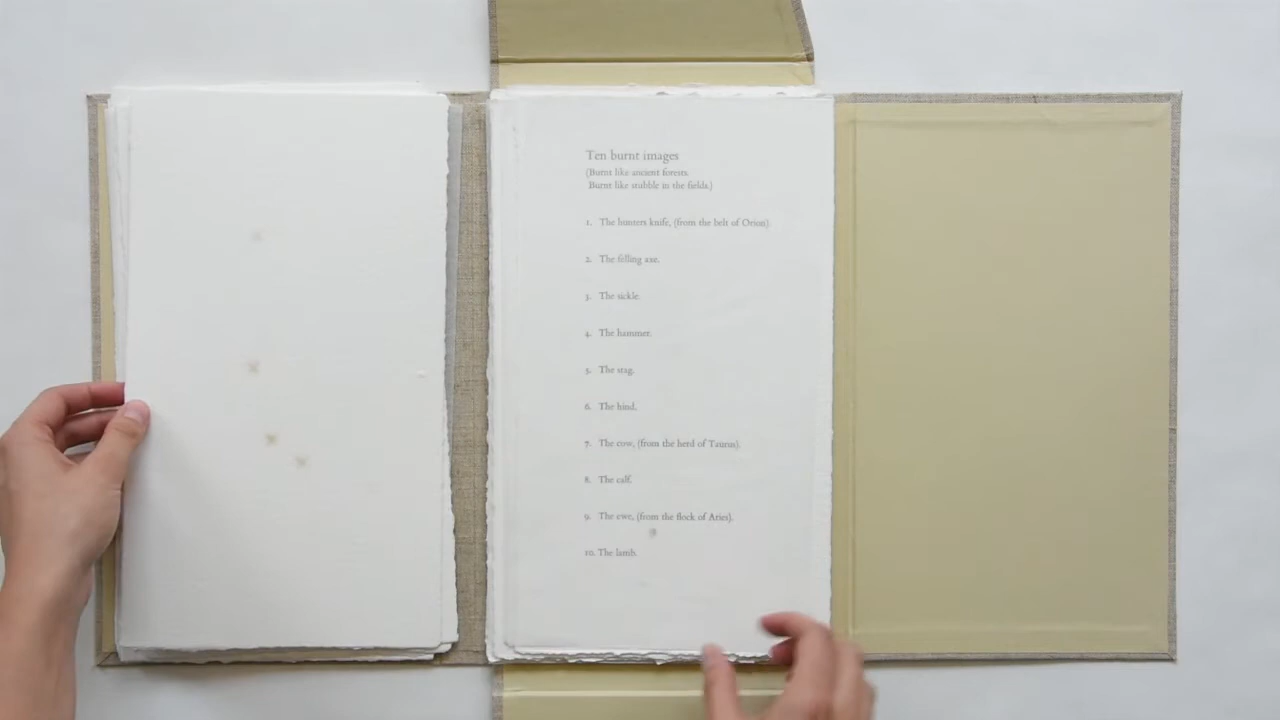 Ten burnt images
(Burnt like ancient forests.
Burnt like stubble in the fields.)
1. The hunters knife, (from the belt of Orion).
2. The felling axe.
3. The sickle.
4. The hammer.
5. The stag.
6. The hind.
7. The cow, (from the herd of Taurus).
8. The calf.
9. The ewe, (from the flock of Aries).
10. The lamb.